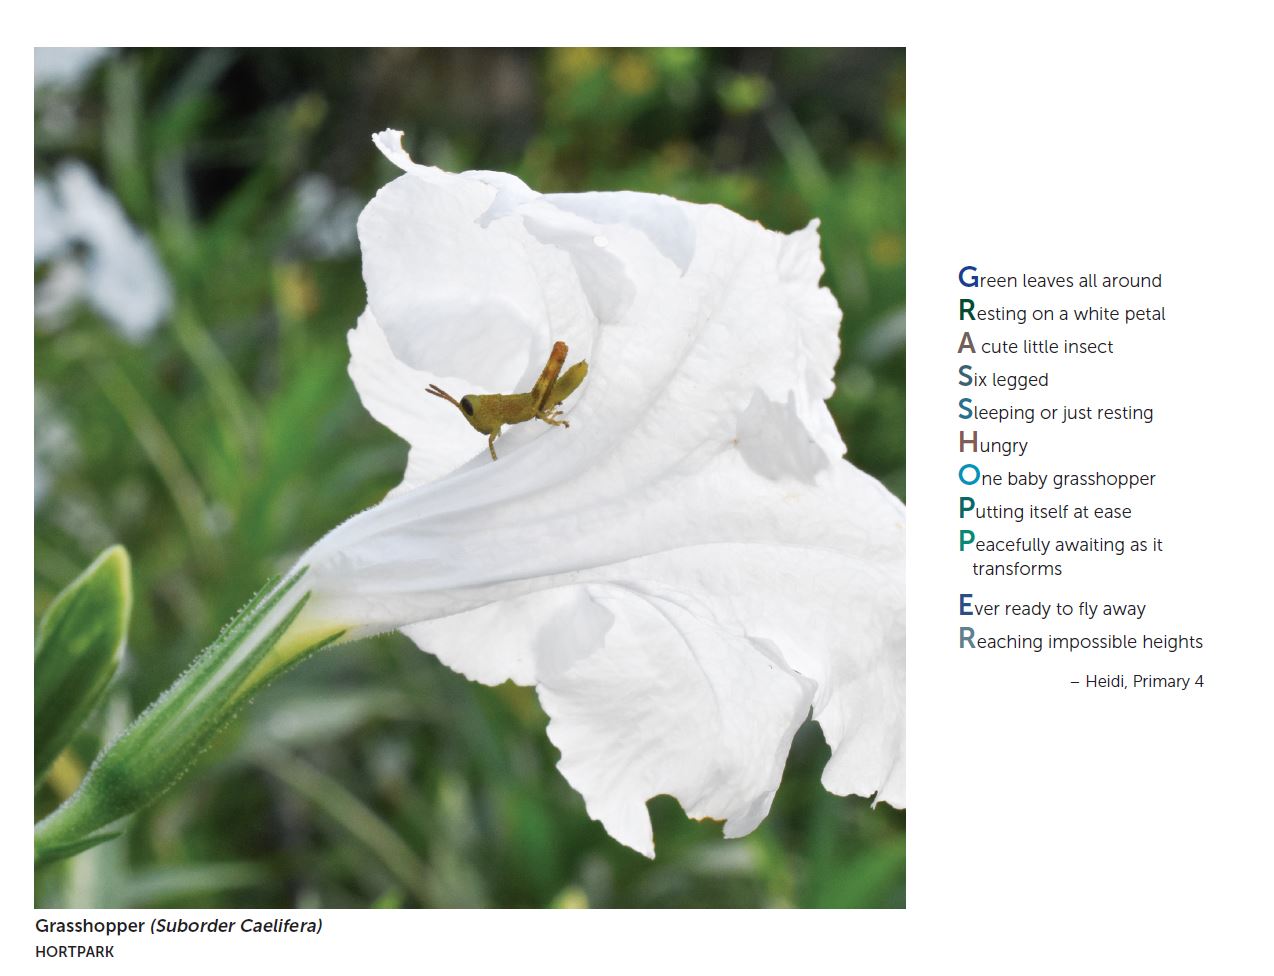 Green leaves all around
Resting on a white petal
A cute little insect
Six legged
Sleeping or just resting
Hungry
One baby grasshopper
Putting itself at ease
Peacefully awaiting as it
transforms
Ever ready to fly away
Reaching impossible heights
– Heidi, Primary 4
Grasshopper (Suborder Caelifera)
HORTPARK